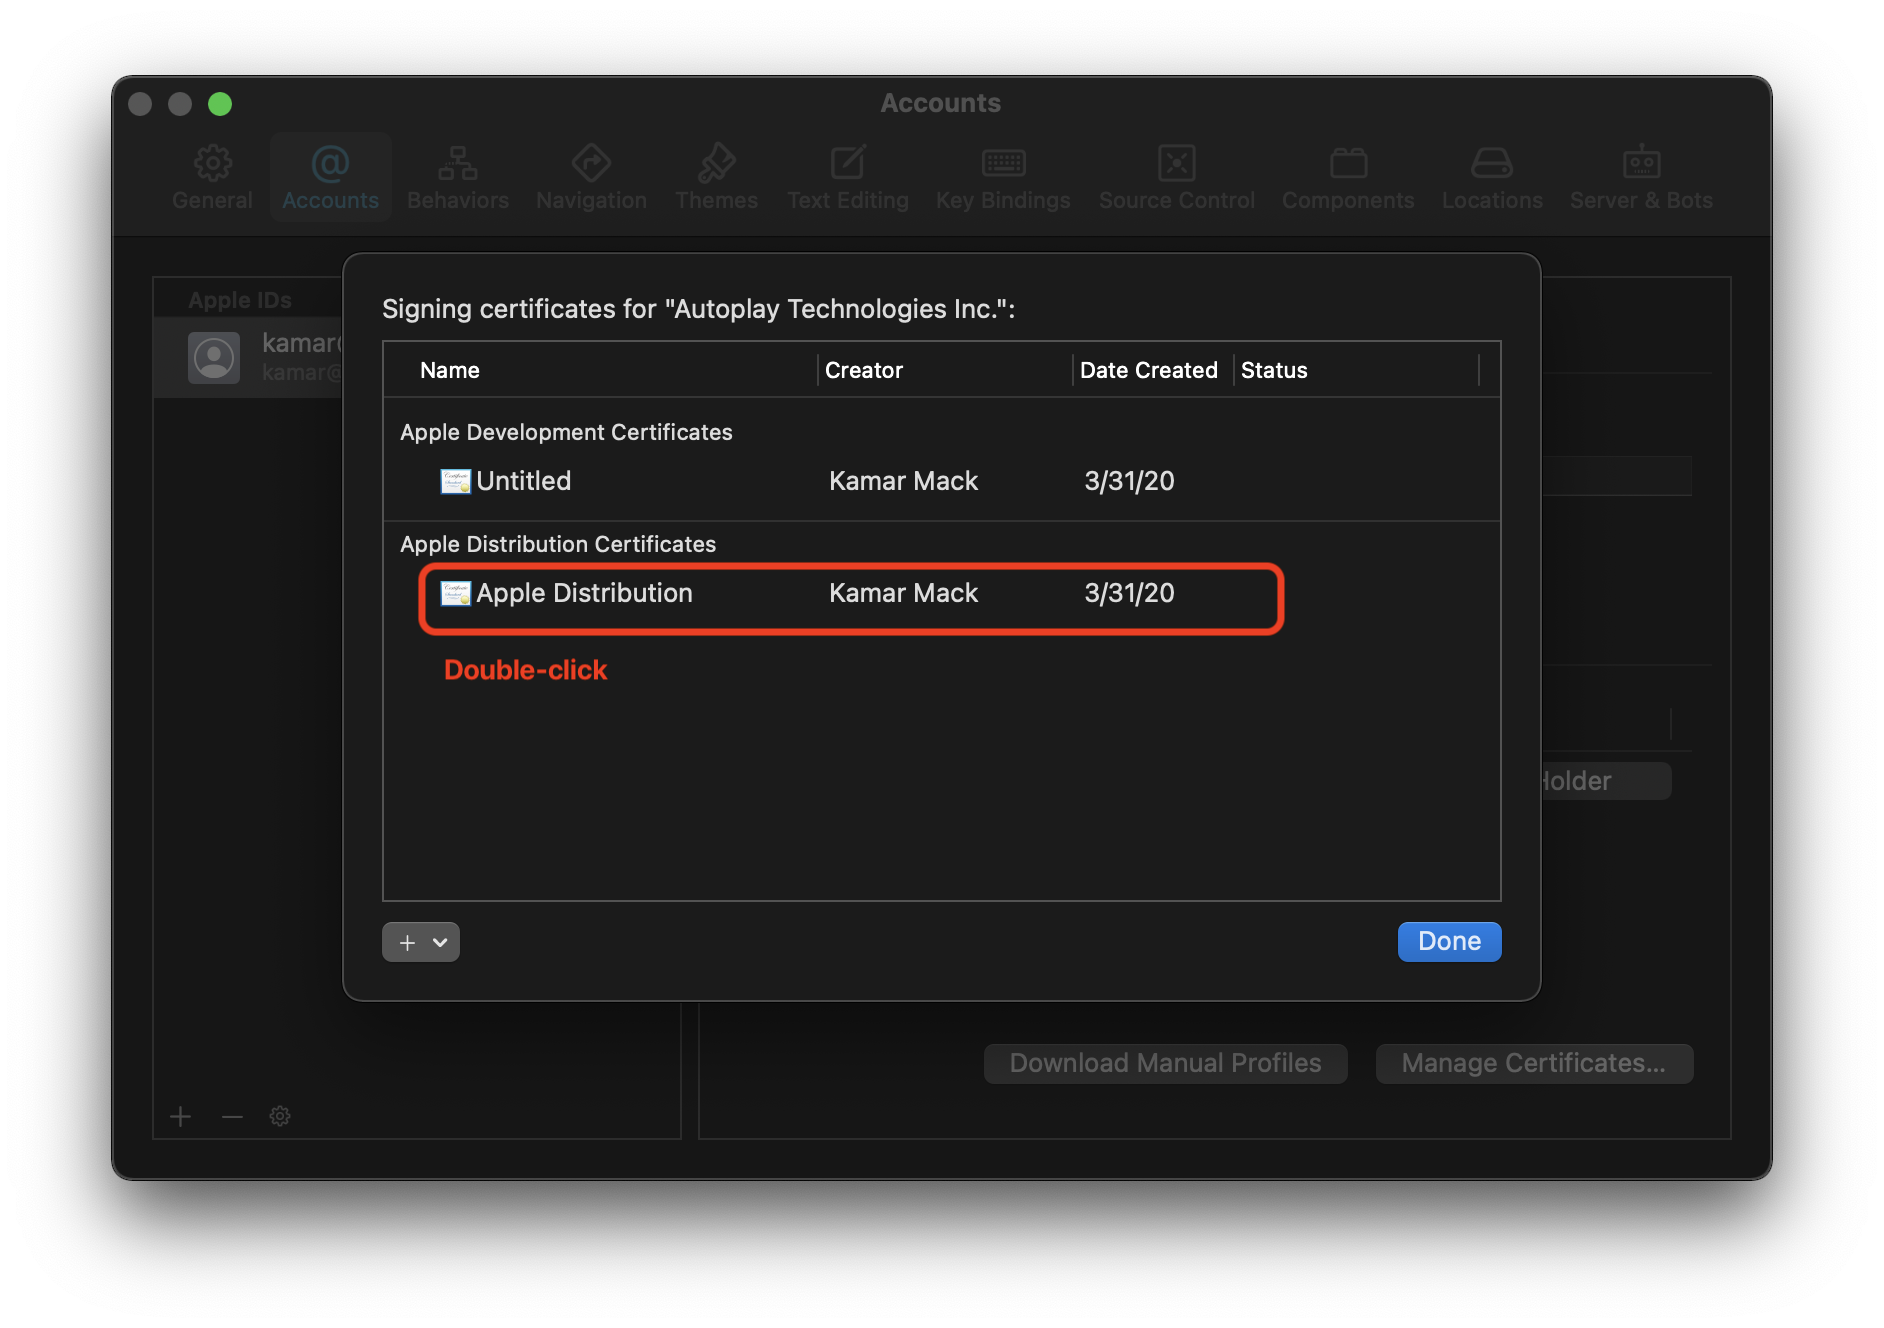 Accounts
General Accounts Behaviors Navigation Themes Text Editing Key Bindings Source Control Components Locations Server & Bots
Apple IDs
kamar
kamar@
Signing certificates for "Autoplay Technologies Inc.":
Name Creator Date Created Status
Apple Development Certificates
Untitled Kamar Mack 3/31/20
Apple Distribution Certificates
Apple Distribution Kamar Mack 3/31/20
Double-click
Holder
Done
Download Manual Profiles Manage Certificates...